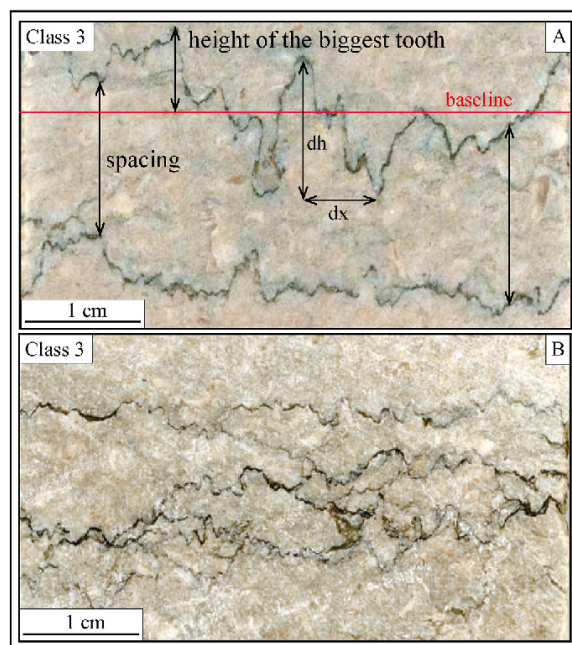 Class 3
A
height of the biggest tooth
baseline
spacing
dh
dx
1 cm
Class 3
B
1 cm